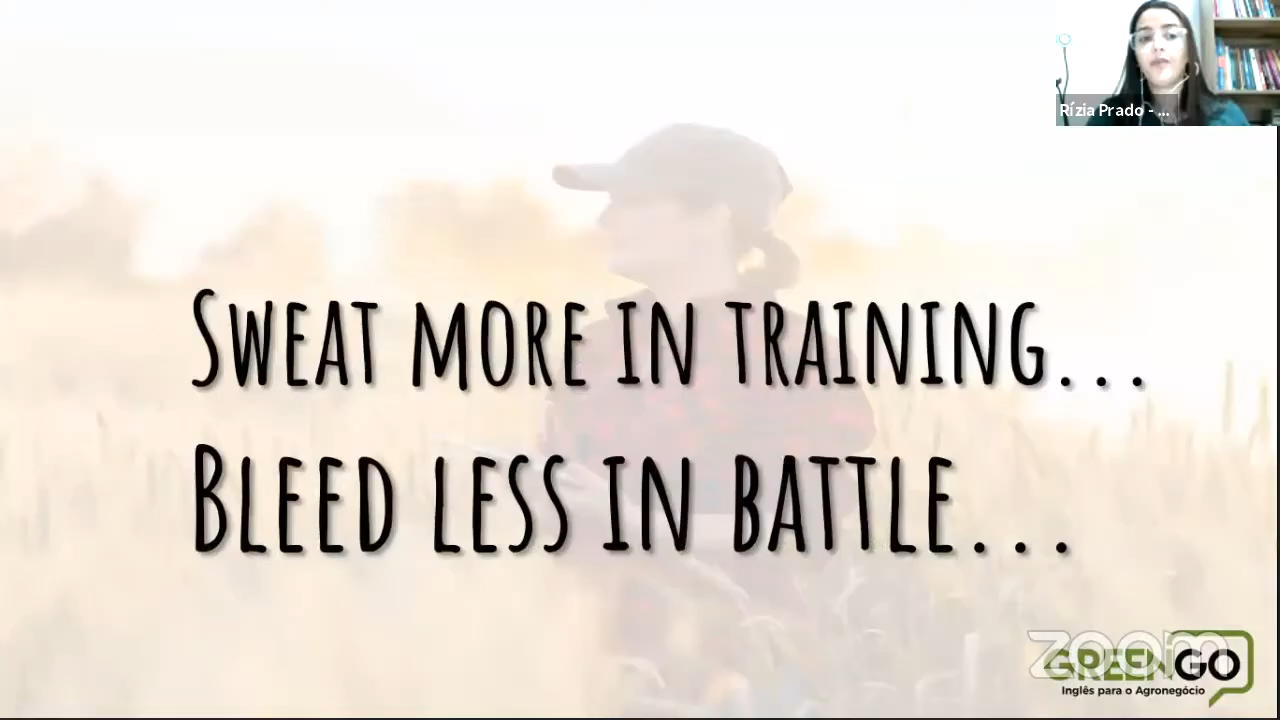 Rízia Prado - ...
Sweat more in training...
Bleed less in battle...
zoom
GREENGO
Inglês para o Agronegócio